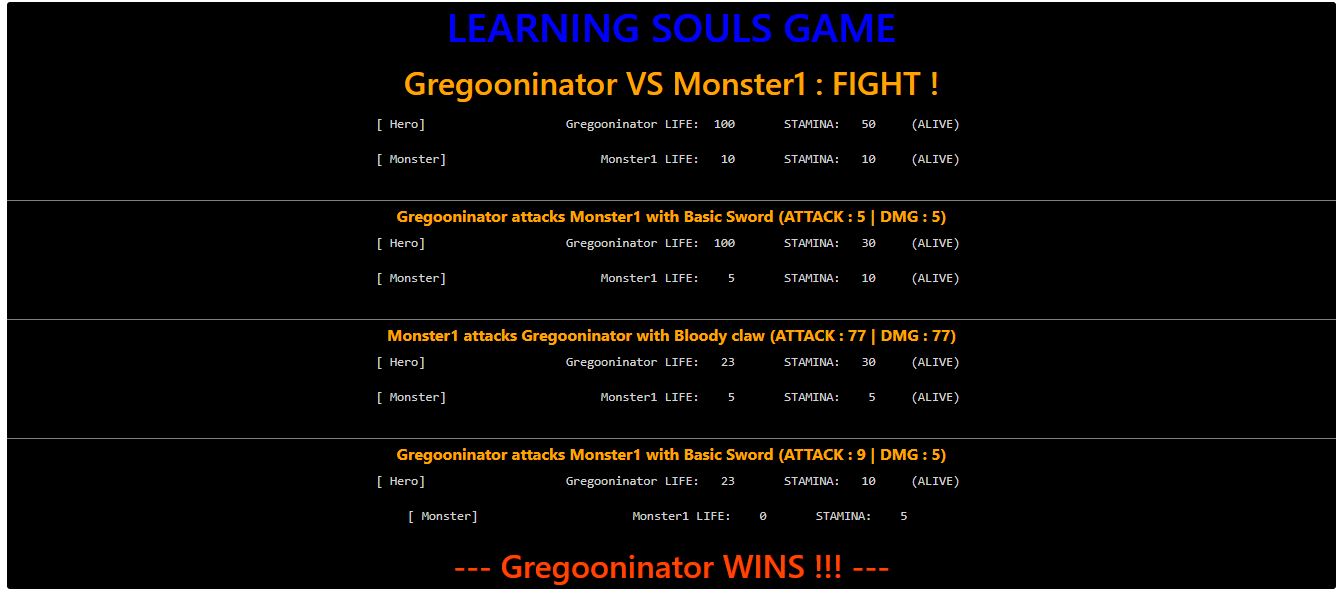 LEARNING SOULS GAME
Gregooninator VS Monster1 : FIGHT !
[ Hero] Gregooninator LIFE: 100 STAMINA: 50 (ALIVE)
[ Monster] Monster1 LIFE: 10 STAMINA: 10 (ALIVE)
Gregooninator attacks Monster1 with Basic Sword (ATTACK : 5 | DMG : 5)
[ Hero] Gregooninator LIFE: 100 STAMINA: 30 (ALIVE)
[ Monster] Monster1 LIFE: 5 STAMINA: 10 (ALIVE)
Monster1 attacks Gregooninator with Bloody claw (ATTACK : 77 | DMG : 77)
[ Hero] Gregooninator LIFE: 23 STAMINA: 30 (ALIVE)
[ Monster] Monster1 LIFE: 5 STAMINA: 5 (ALIVE)
Gregooninator attacks Monster1 with Basic Sword (ATTACK : 9 | DMG : 5)
[ Hero] Gregooninator LIFE: 23 STAMINA: 10 (ALIVE)
[ Monster] Monster1 LIFE: 0 STAMINA: 5
--- Gregooninator WINS !!! ---